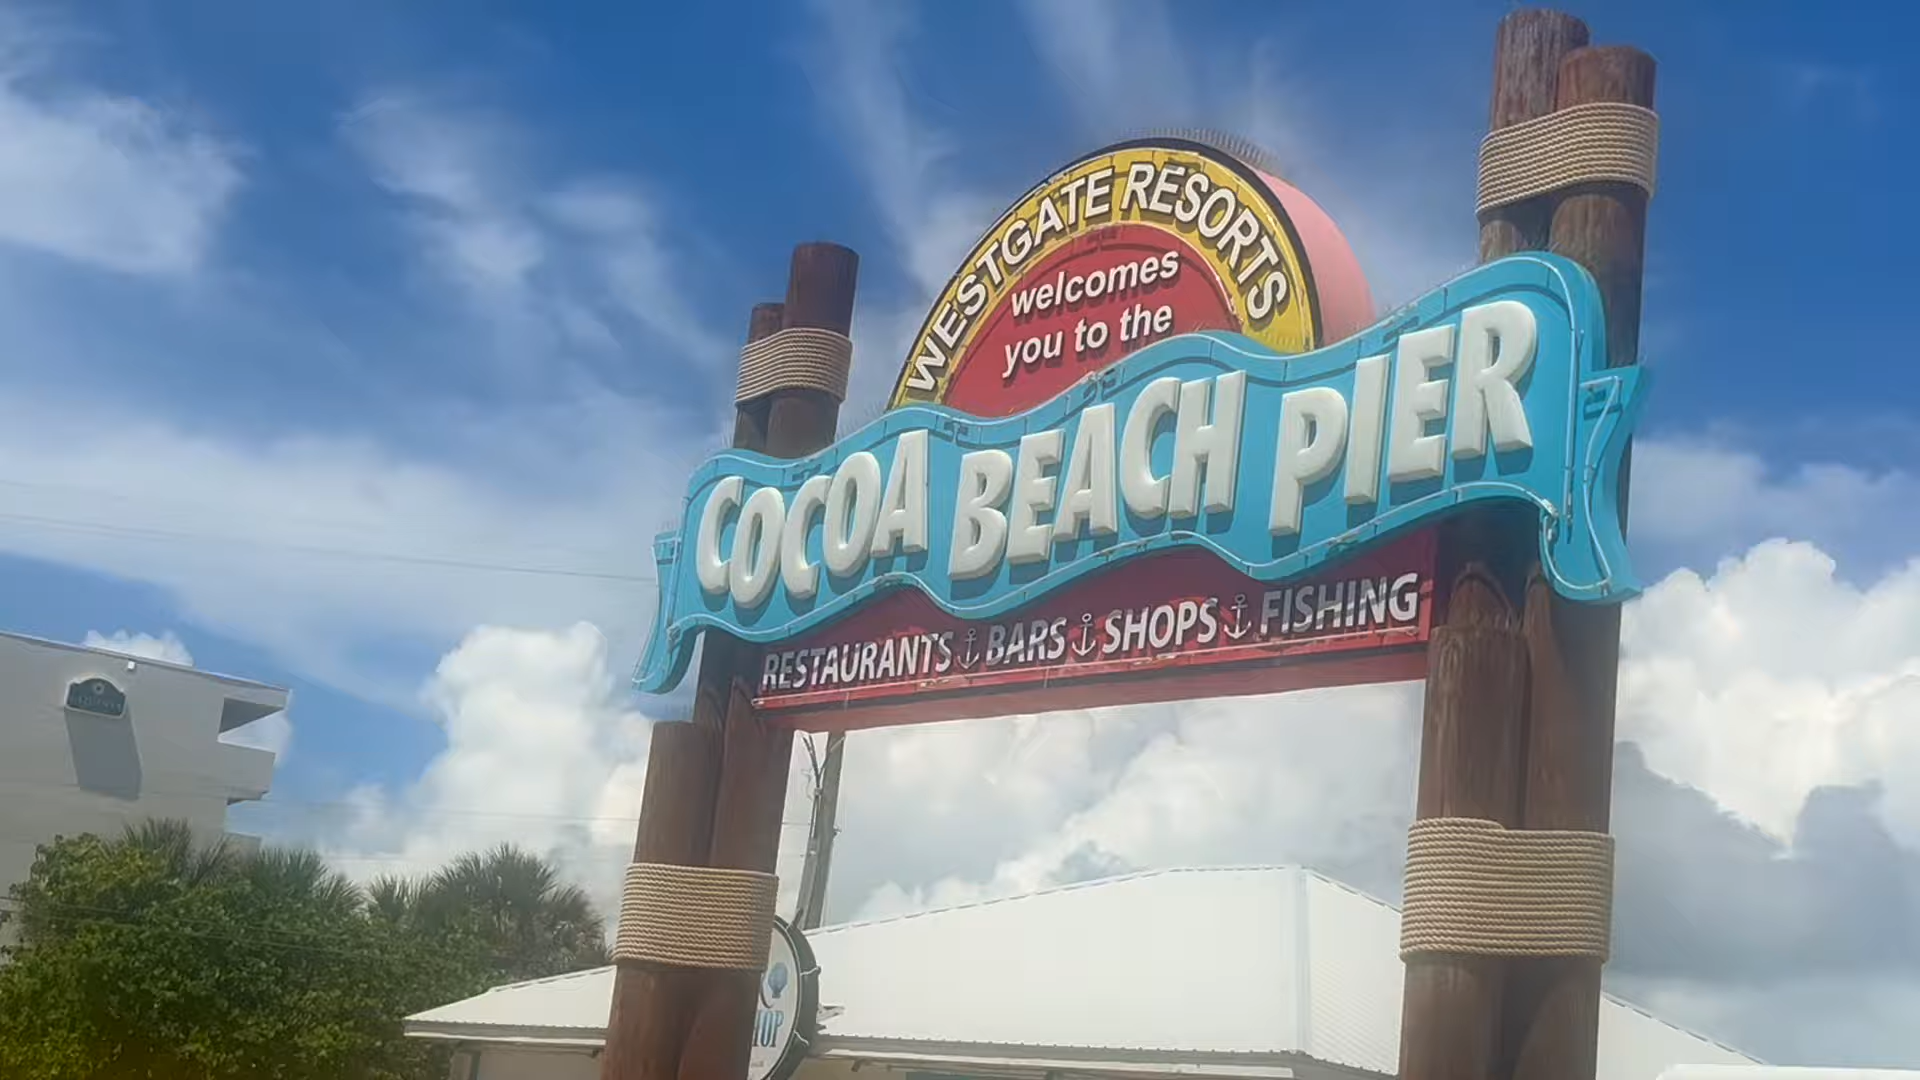 WESTGATE RESORTS
welcomes
you to the
COCOA BEACH PIER
RESTAURANTS BARS SHOPS FISHING